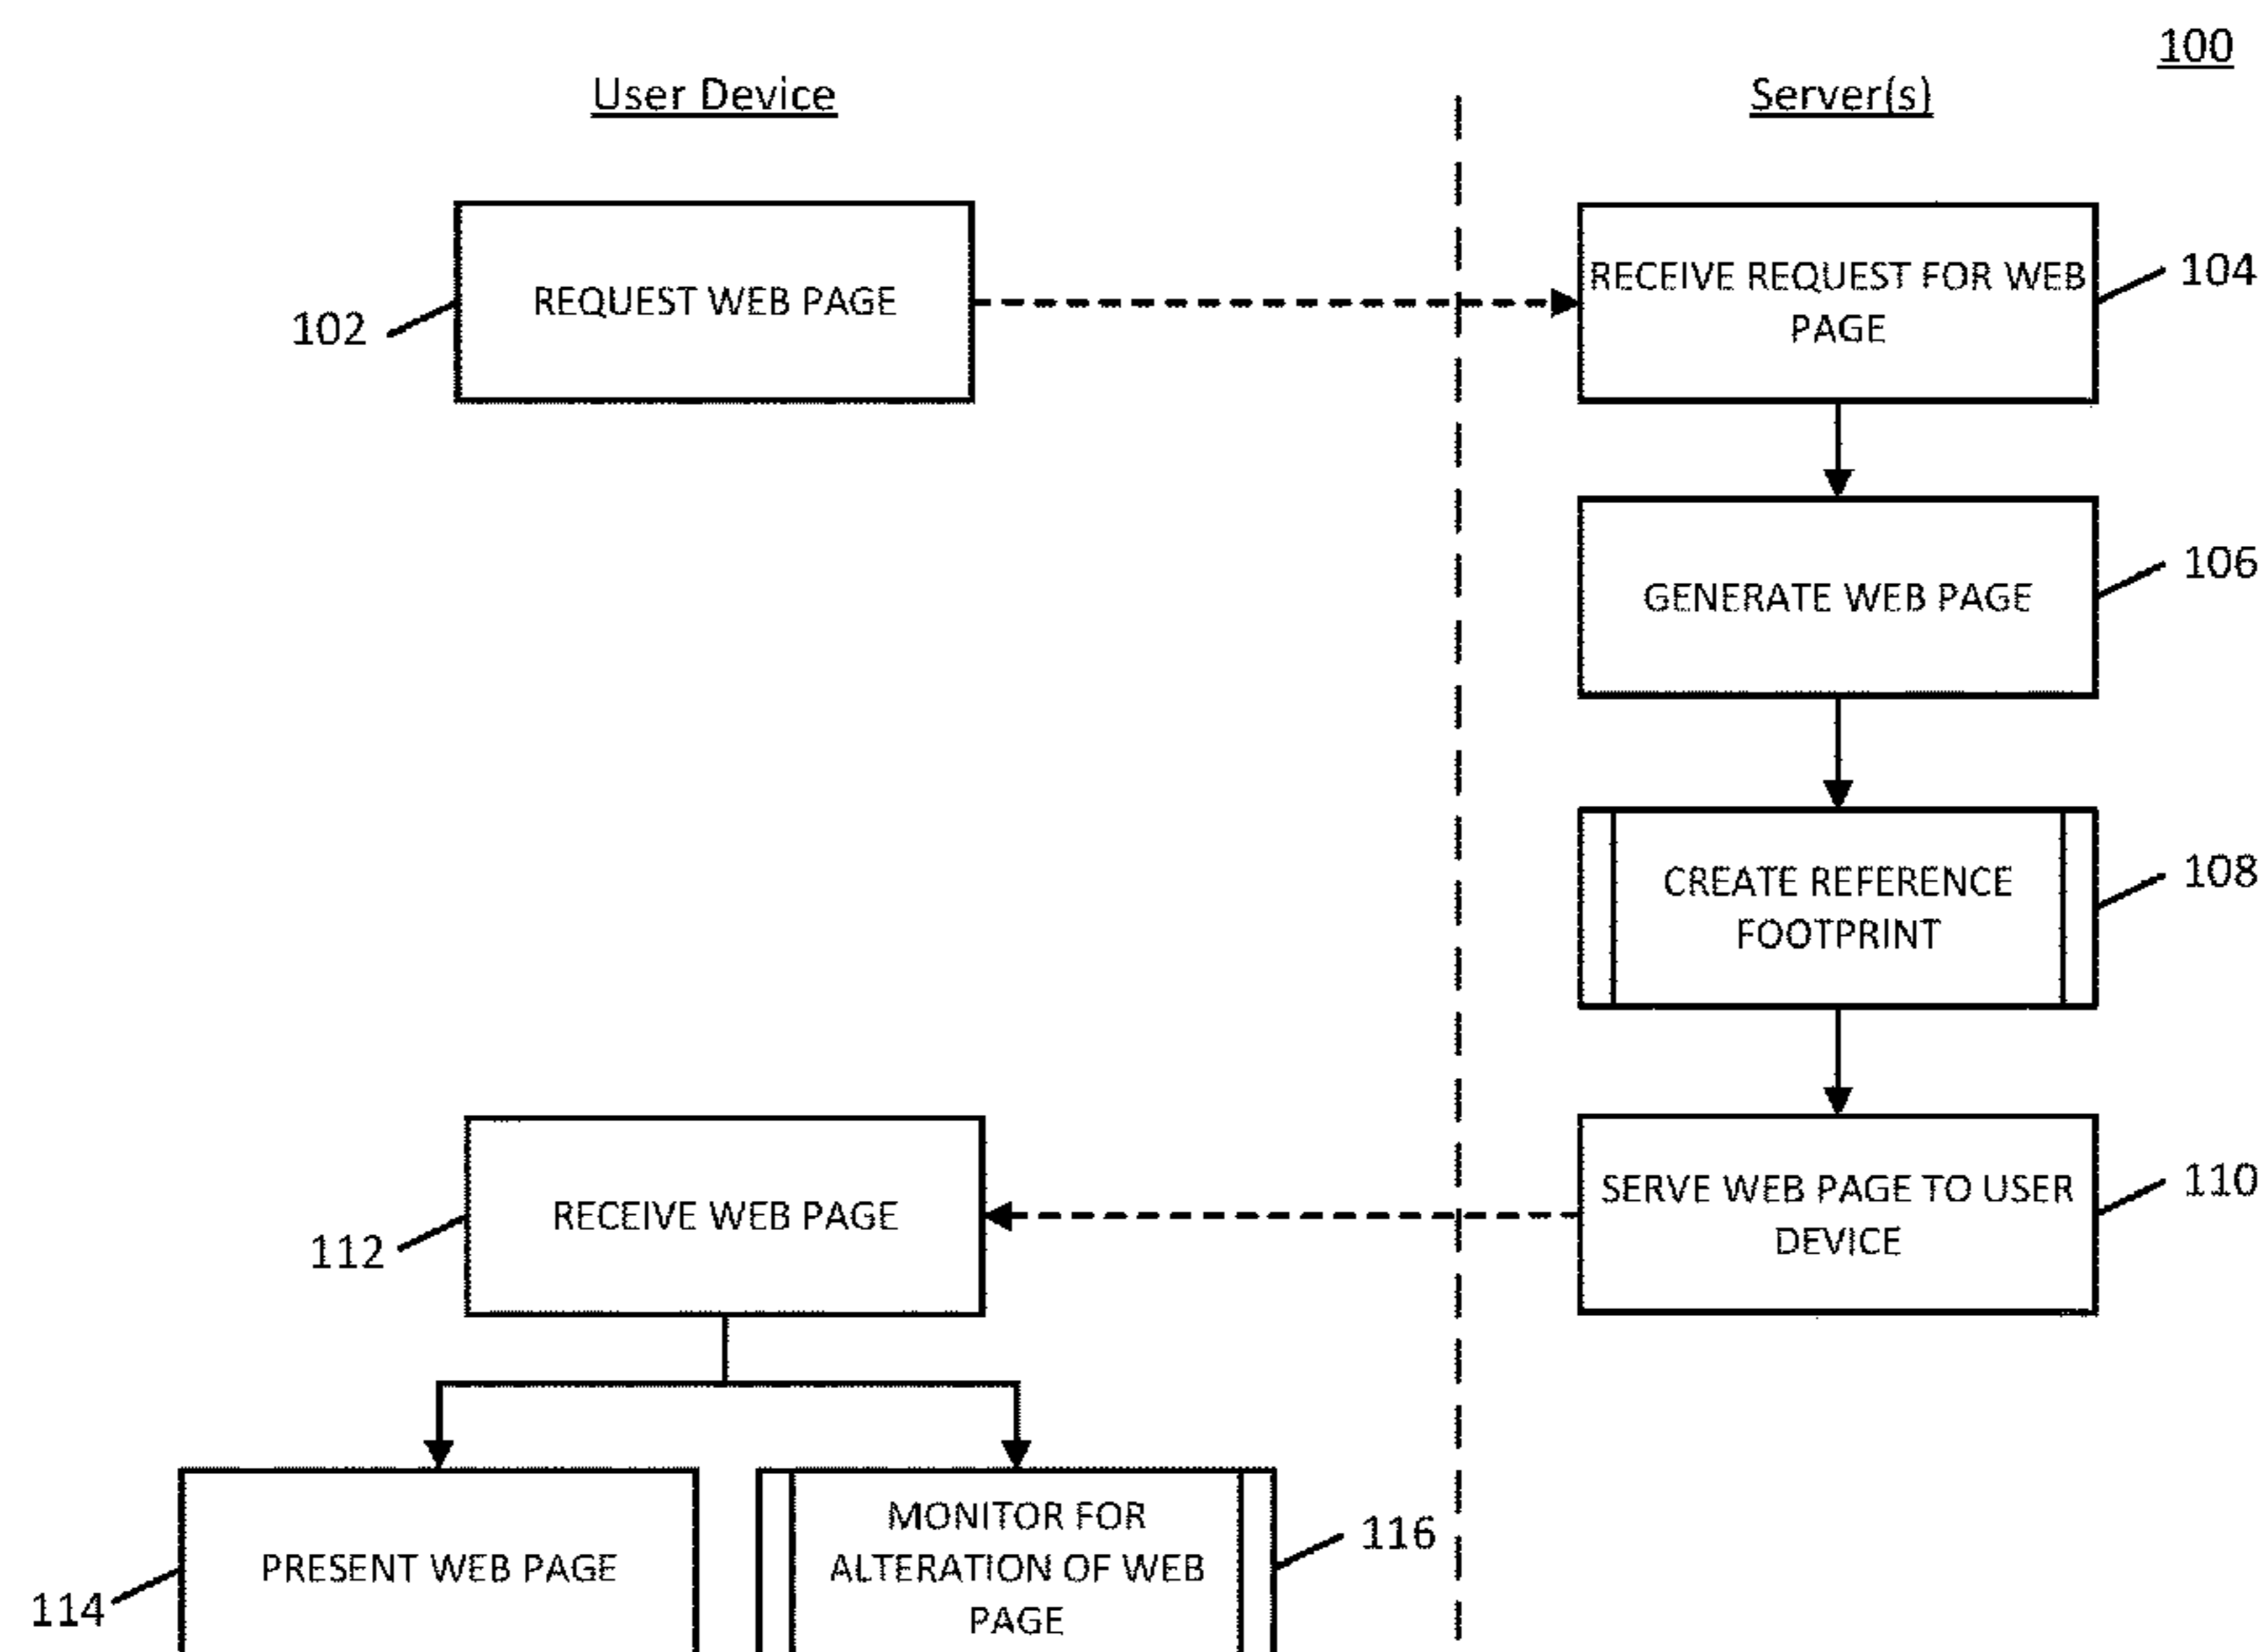 100
User Device
Server(s)
REQUEST WEB PAGE
102
RECEIVE REQUEST FOR WEB
PAGE
104
GENERATE WEB PAGE
106
CREATE REFERENCE
FOOTPRINT
108
SERVE WEB PAGE TO USER
DEVICE
110
RECEIVE WEB PAGE
112
PRESENT WEB PAGE
114
MONITOR FOR
ALTERATION OF WEB
PAGE
116